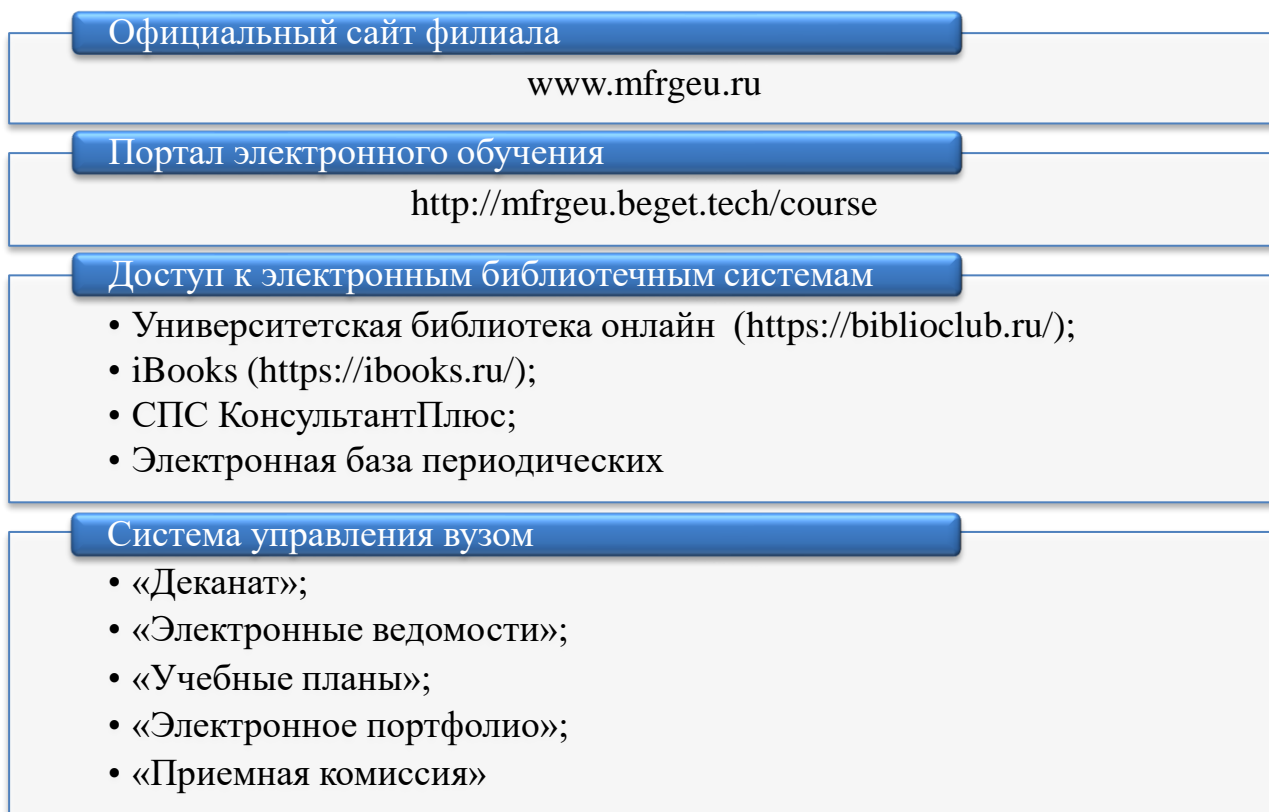 Официальный сайт филиала
www.mfrgeu.ru
Портал электронного обучения
http://mfrgeu.beget.tech/course
Доступ к электронным библиотечным системам
• Университетская библиотека онлайн (https://biblioclub.ru/);
• iBooks (https://ibooks.ru/);
• СПС КонсультантПлюс;
• Электронная база периодических
Система управления вузом
• «Деканат»;
• «Электронные ведомости»;
• «Учебные планы»;
• «Электронное портфолио»;
• «Приемная комиссия»